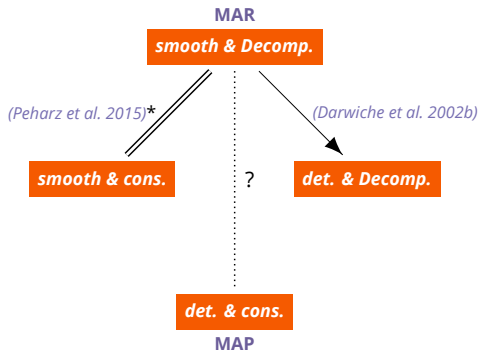 MAR
smooth & Decomp.
(Peharz et al. 2015)*
(Darwiche et al. 2002b)
smooth & cons.
?
det. & Decomp.
det. & cons.
MAP